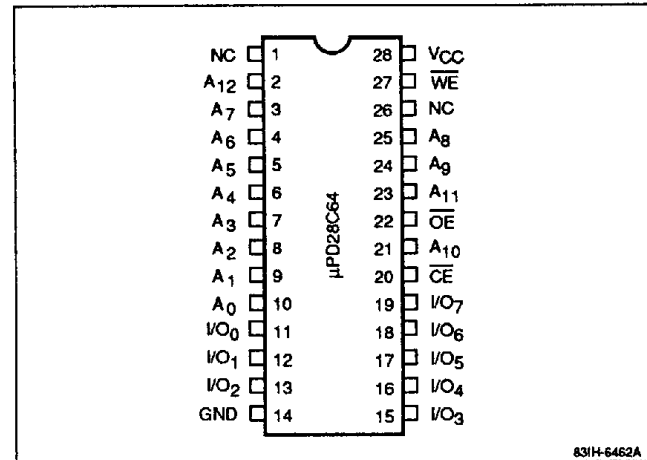 NC 1 28 VCC
A12 2 27 WE
A7 3 26 NC
A6 4 25 A8
A5 5 24 A9
A4 6 23 A11
A3 7 22 OE
A2 8 21 A10
A1 9 20 CE
A0 10 19 I/O7
I/O0 11 18 I/O6
I/O1 12 17 I/O5
I/O2 13 16 I/O4
GND 14 15 I/O3
μPD28C64
83IH-6462A